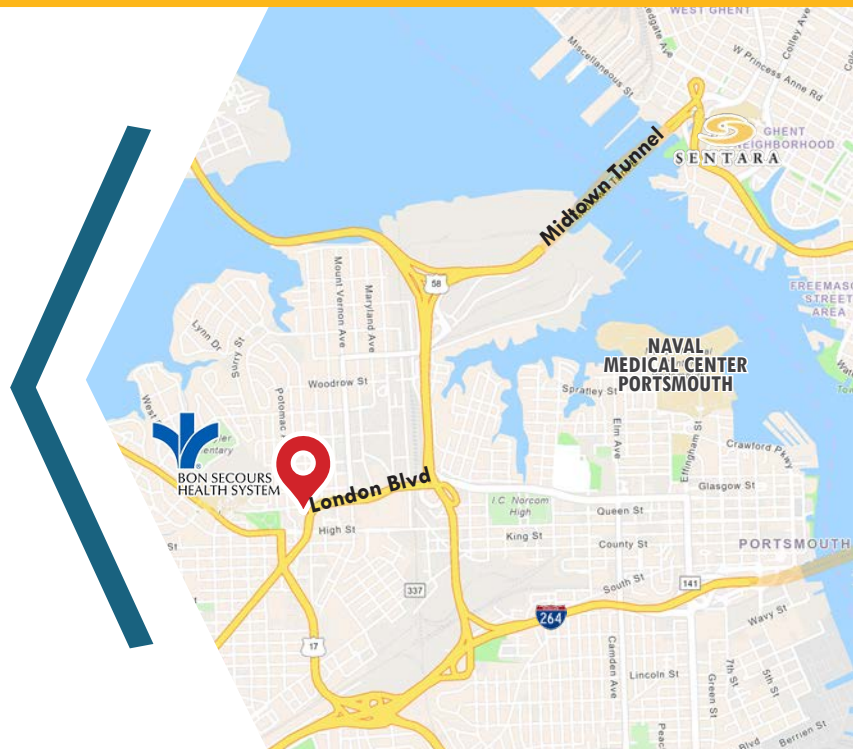 WEST GHENT
Colley Ave
W Princess Anne Rd
Miscellaneous St
SENTARA
GHENT
NEIGHBORHOOD
Midtown Tunnel
58
Mount Vernon Ave
Maryland Ave
FREEMAS
STREET
AREA
Lynn Dr
Surry St
NAVAL
MEDICAL CENTER
PORTSMOUTH
Woodrow St
Spratley St
Potomac
West
Elm Ave
Effingham St
Crawford Pkwy
BON SECOURS
HEALTH SYSTEM
London Blvd
Glasgow St
I.C. Norcom
High
Queen St
High St
King St
County St
PORTSMOUTH
St
South St
337
141
264
Wavy St
17
Camden Ave
Lincoln St
Green St
7th St
5th St
Blvd
Berrien St